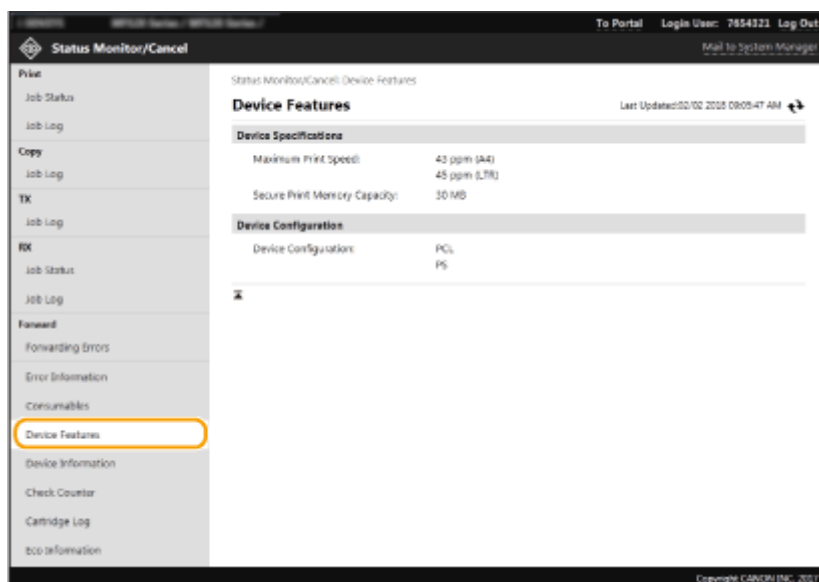 To Portal Login User: 7654321 Log Out
Status Monitor/Cancel
Mail to System Manager
Print
Job Status
Job Log
Copy
Job Log
TX
Job Log
RX
Job Status
Job Log
Forward
Forwarding Errors
Error Information
Consumables
Device Features
Device Information
Check Counter
Cartridge Log
Eco Information
Status Monitor/Cancel: Device Features
Device Features
Last Updated:02/02 2018 09:05:47 AM
Device Specifications
Maximum Print Speed: 43 ppm (A4)
45 ppm (LTR)
Secure Print Memory Capacity: 30 MB
Device Configuration
Device Configuration: PCL
PS
Copyright CANON INC. 2017